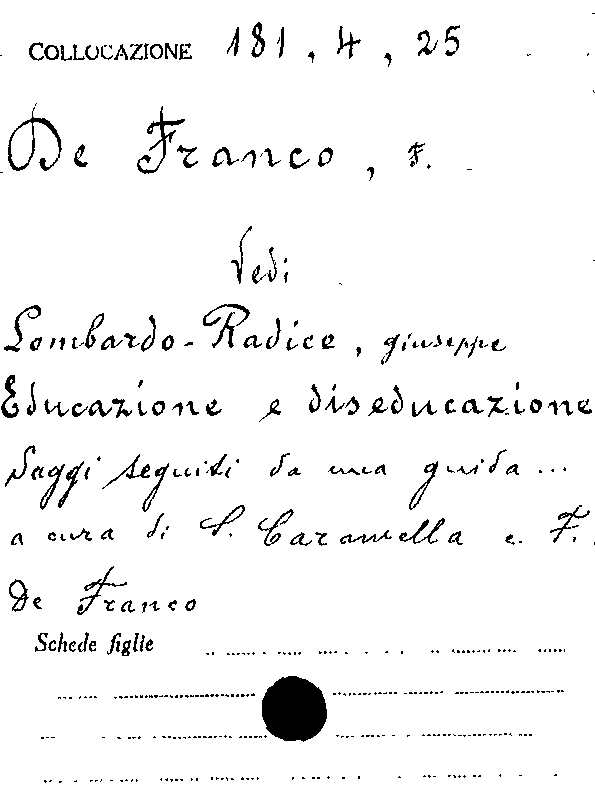 COLLOCAZIONE 181, 4, 25
De Franco, F.
Vedi
Lombardo-Radice, giuseppe
Educazione e diseducazione
Saggi seguiti da una guida...
a cura di S. Caramella e F.
De Franco
Schede figlie